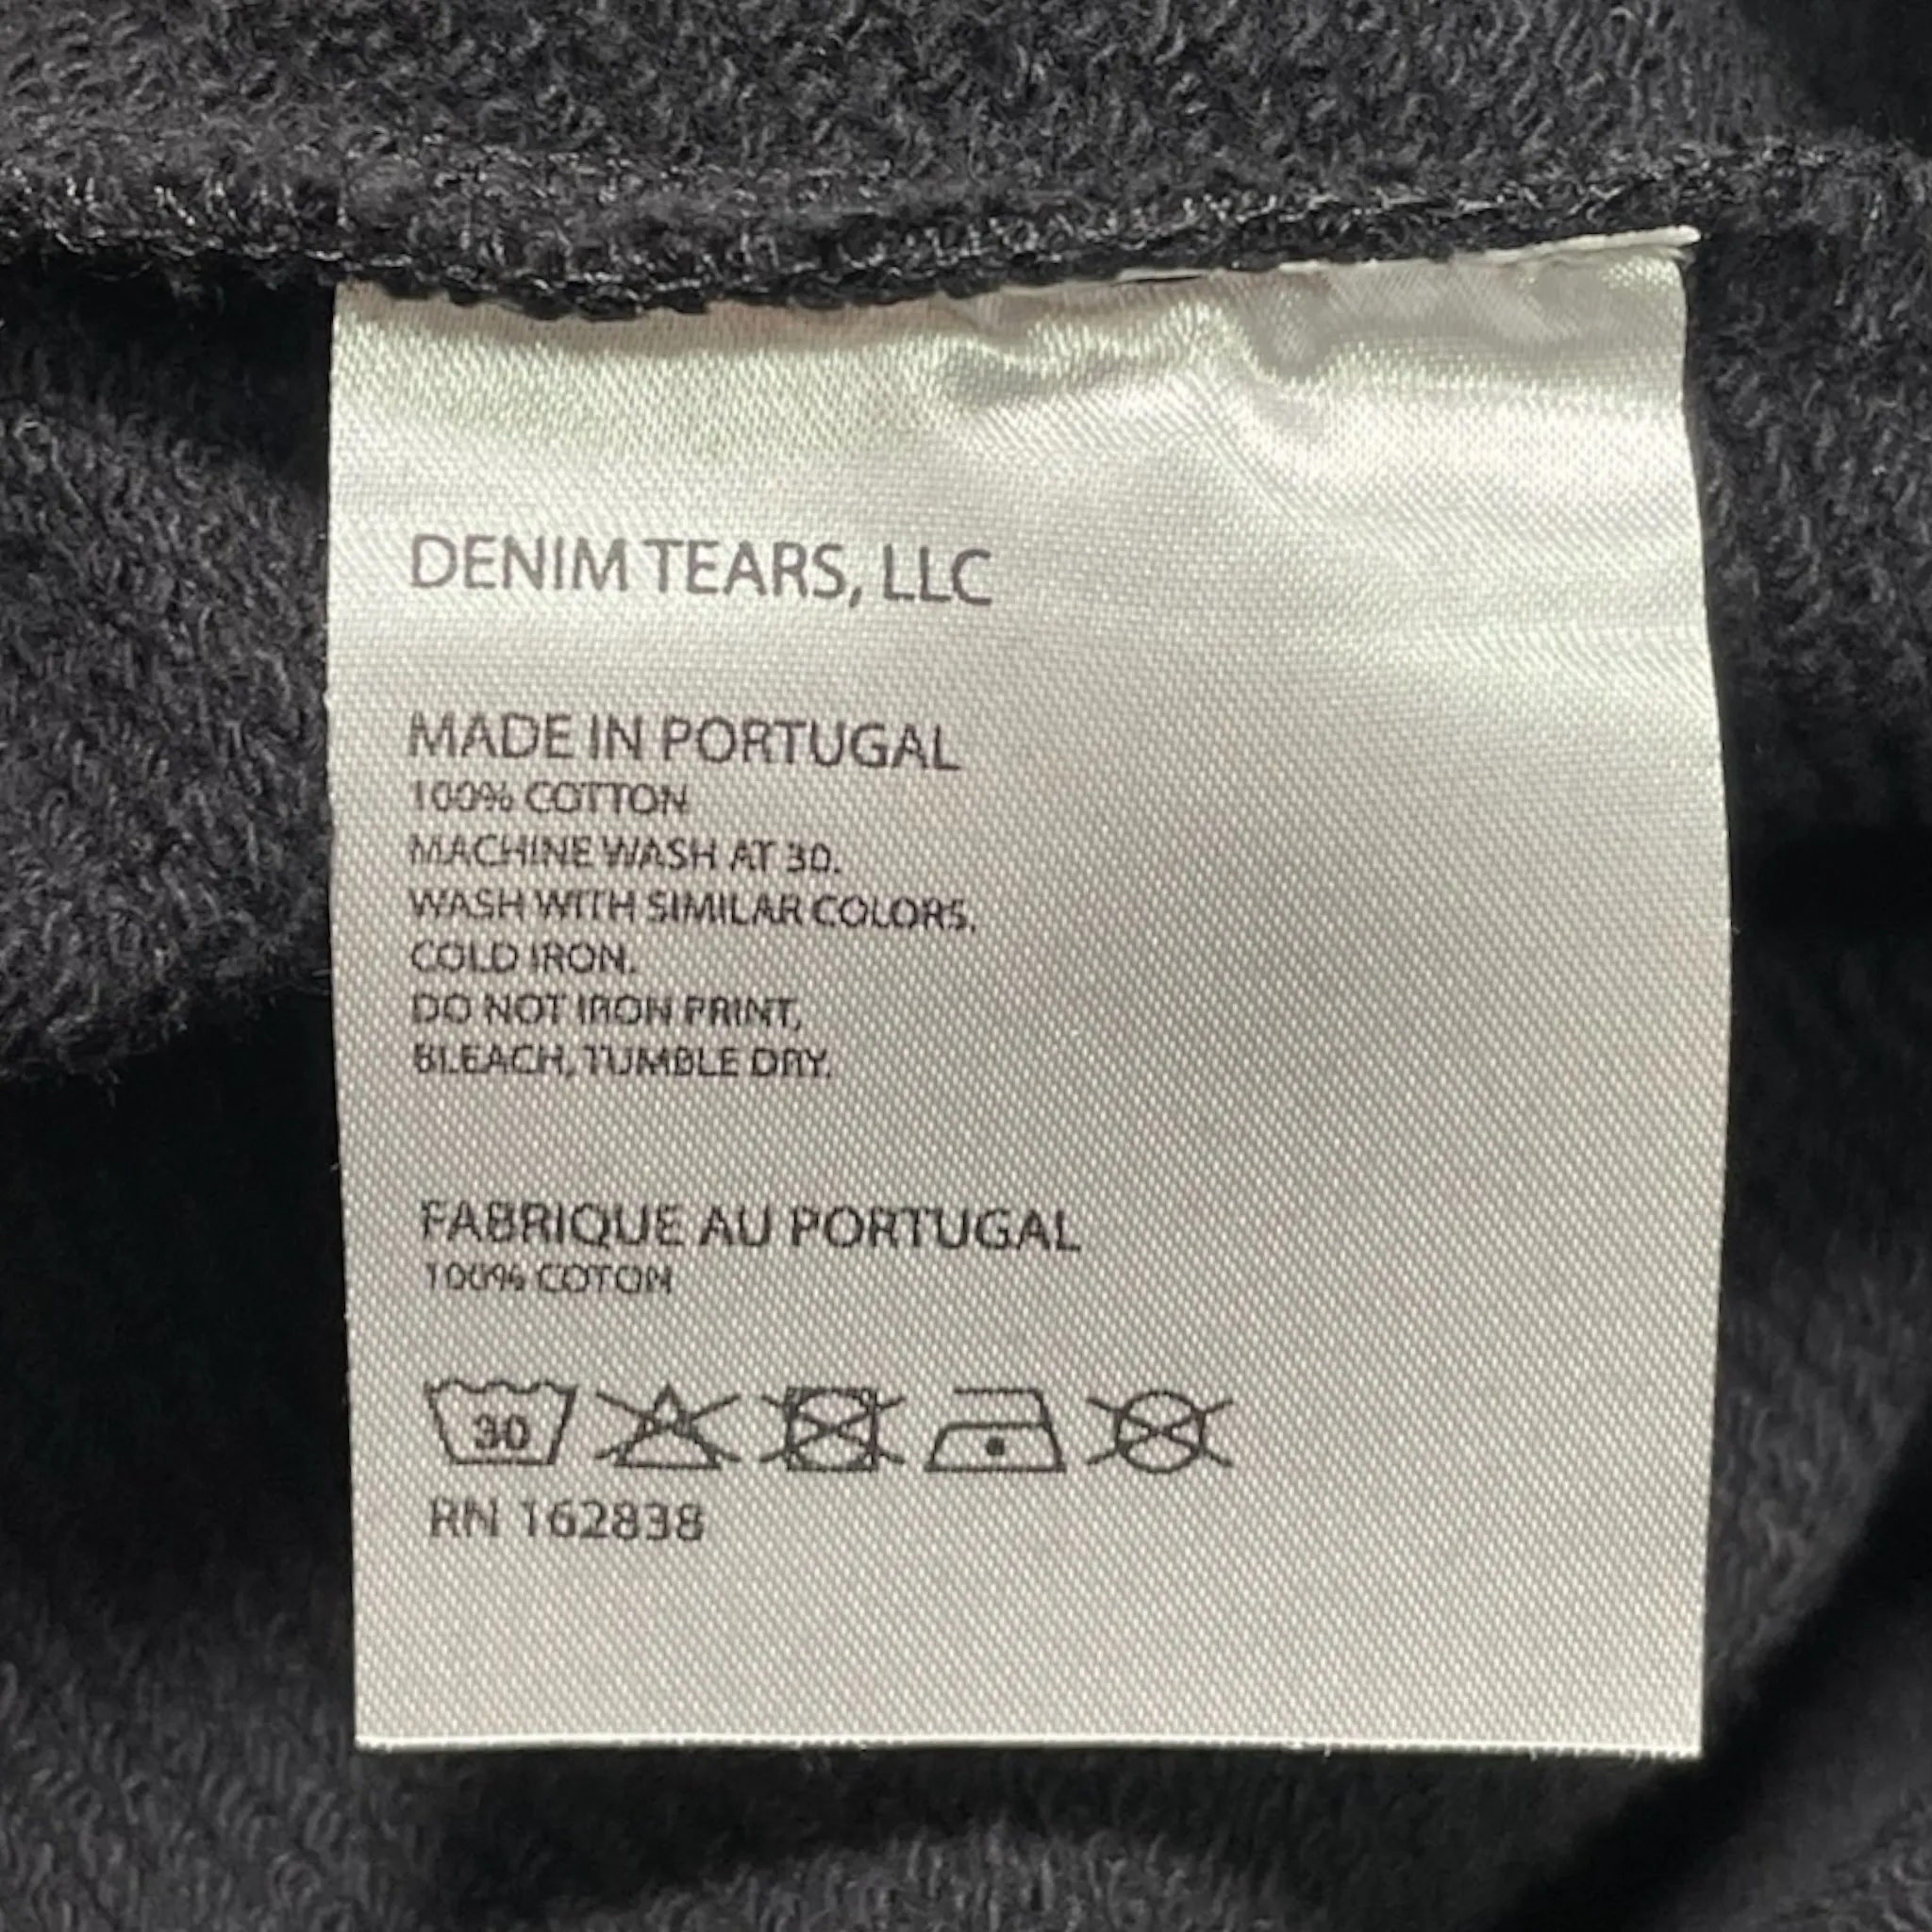 DENIM TEARS, LLC
MADE IN PORTUGAL
100% COTTON
MACHINE WASH AT 30.
WASH WITH SIMILAR COLORS.
COLD IRON.
DO NOT IRON PRINT,
BLEACH, TUMBLE DRY.
FABRIQUE AU PORTUGAL
100% COTON
30
RN 162838